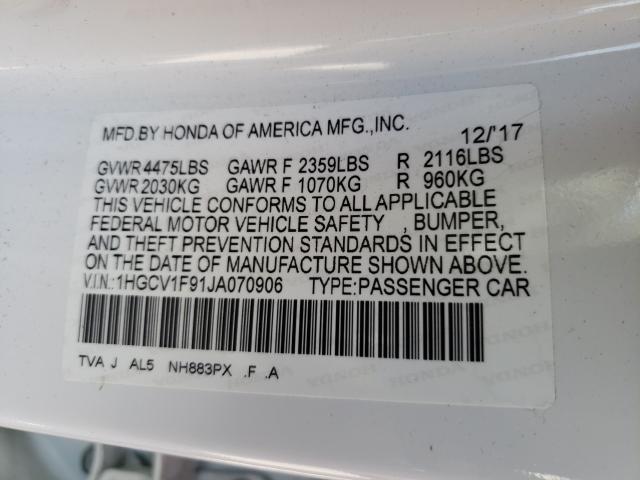 MFD.BY HONDA OF AMERICA MFG.,INC. 12/'17
GVWR 4475LBS GAWR F 2359LBS R 2116LBS
GVWR 2030KG GAWR F 1070KG R 960KG
THIS VEHICLE CONFORMS TO ALL APPLICABLE
FEDERAL MOTOR VEHICLE SAFETY , BUMPER,
AND THEFT PREVENTION STANDARDS IN EFFECT
ON THE DATE OF MANUFACTURE SHOWN ABOVE.
V.I.N.:1HGCV1F91JA070906 TYPE:PASSENGER CAR
TVA J AL5 NH883PX .F .A